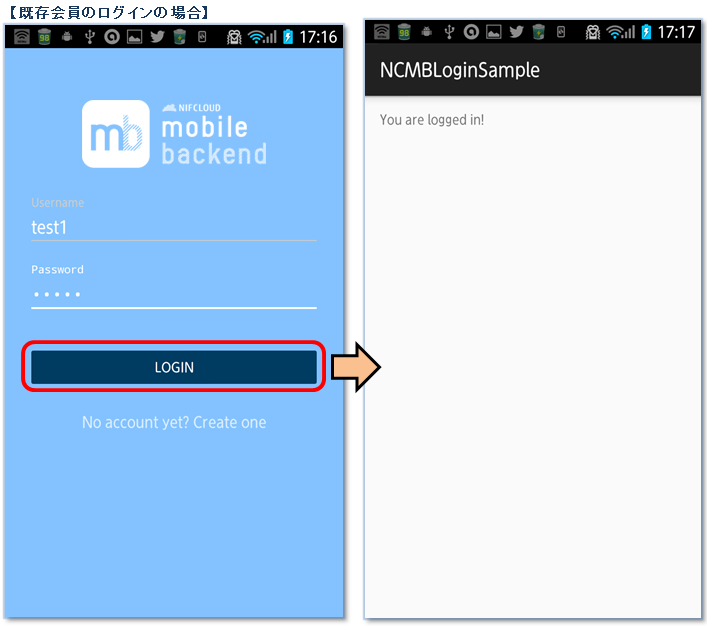 【既存会員のログインの場合】
98
17:16
NIFCLOUD
mb
mobile
backend
Username
test1
Password
•••••
LOGIN
No account yet? Create one
98
17:17
NCMBLoginSample
You are logged in!